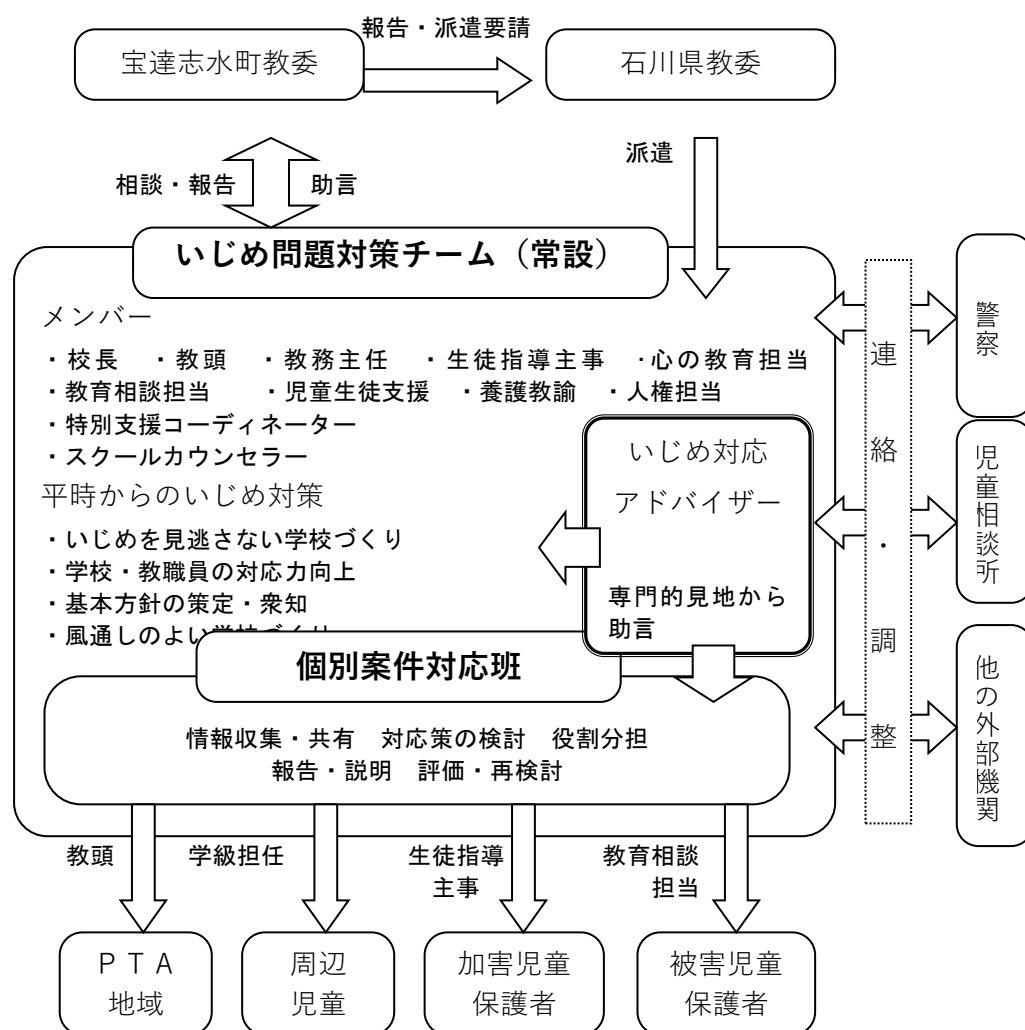 報告・派遣要請
宝達志水町教委
石川県教委
相談・報告
助言
派遣
いじめ問題対策チーム（常設）
メンバー
・校長　・教頭　・教務主任　・生徒指導主事　・心の教育担当
・教育相談担当　・児童生徒支援　・養護教諭　・人権担当
・特別支援コーディネーター
・スクールカウンセラー
平時からのいじめ対策
・いじめを見逃さない学校づくり
・学校・教職員の対応力向上
・基本方針の策定・衆知
・風通しのよい
いじめ対応
アドバイザー
専門的見地から
助言
個別案件対応班
情報収集・共有　対応策の検討　役割分担
報告・説明　評価・再検討
連絡・調整
警察
児童相談所
他の外部機関
教頭
学級担任
生徒指導
主事
教育相談
担当
ＰＴＡ
地域
周辺
児童
加害児童
保護者
被害児童
保護者